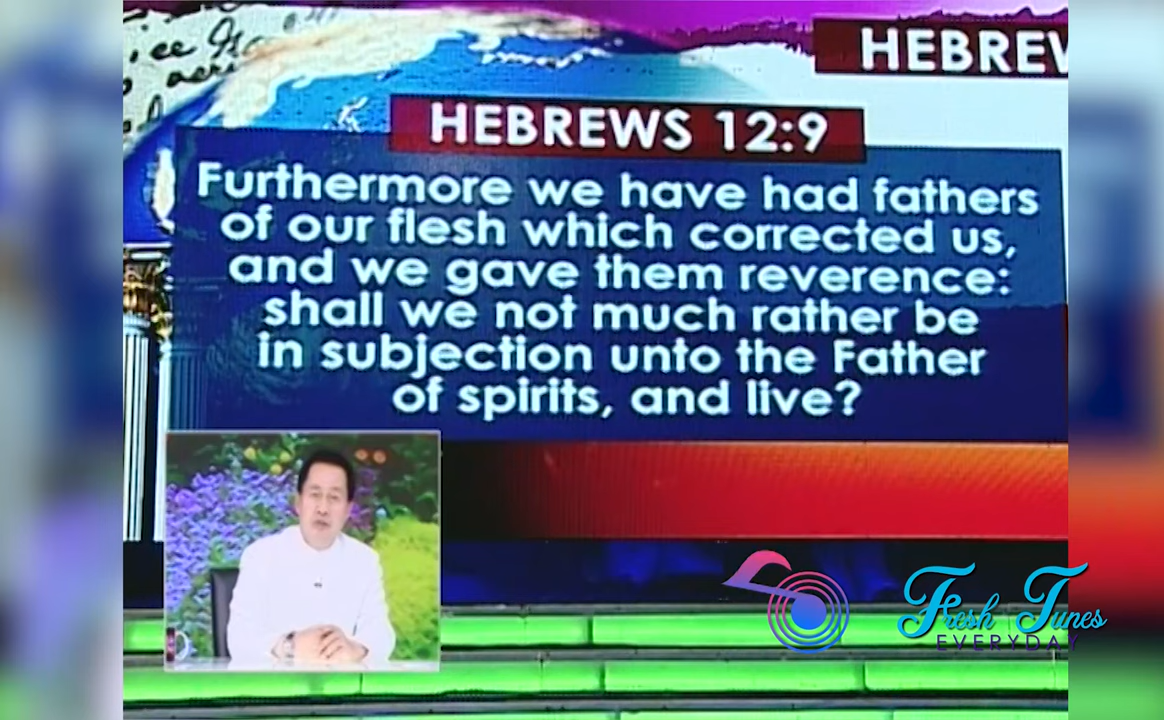 HEBREW
HEBREWS 12:9
Furthermore we have had fathers
of our flesh which corrected us,
and we gave them reverence:
shall we not much rather be
in subjection unto the Father
of spirits, and live?
Fresh Tunes
EVERYDAY